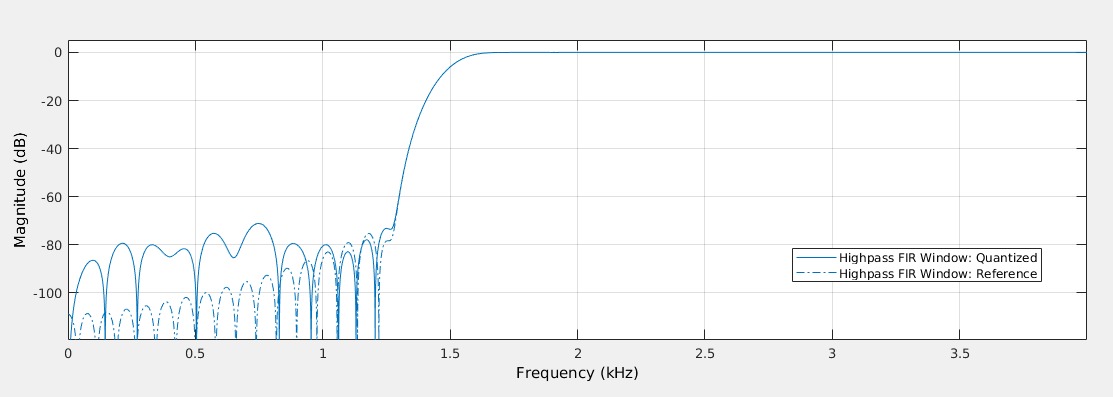 0
-20
-40
-60
-80
-100
Magnitude (dB)
Highpass FIR Window: Quantized
Highpass FIR Window: Reference
0 0.5 1 1.5 2 2.5 3 3.5
Frequency (kHz)